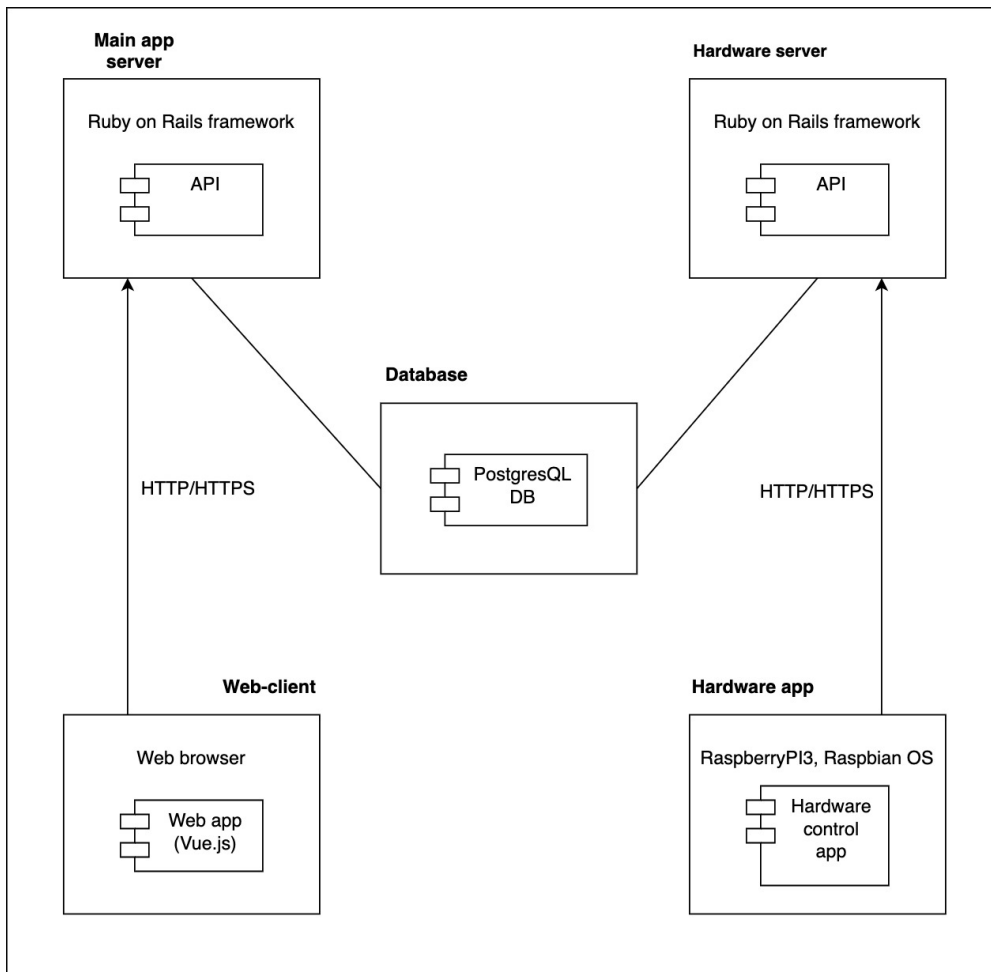 Main app
server
Hardware server
Ruby on Rails framework
API
Ruby on Rails framework
API
Database
PostgresQL
DB
HTTP/HTTPS
HTTP/HTTPS
Web-client
Hardware app
Web browser
Web app
(Vue.js)
RaspberryPI3, Raspbian OS
Hardware
control
app